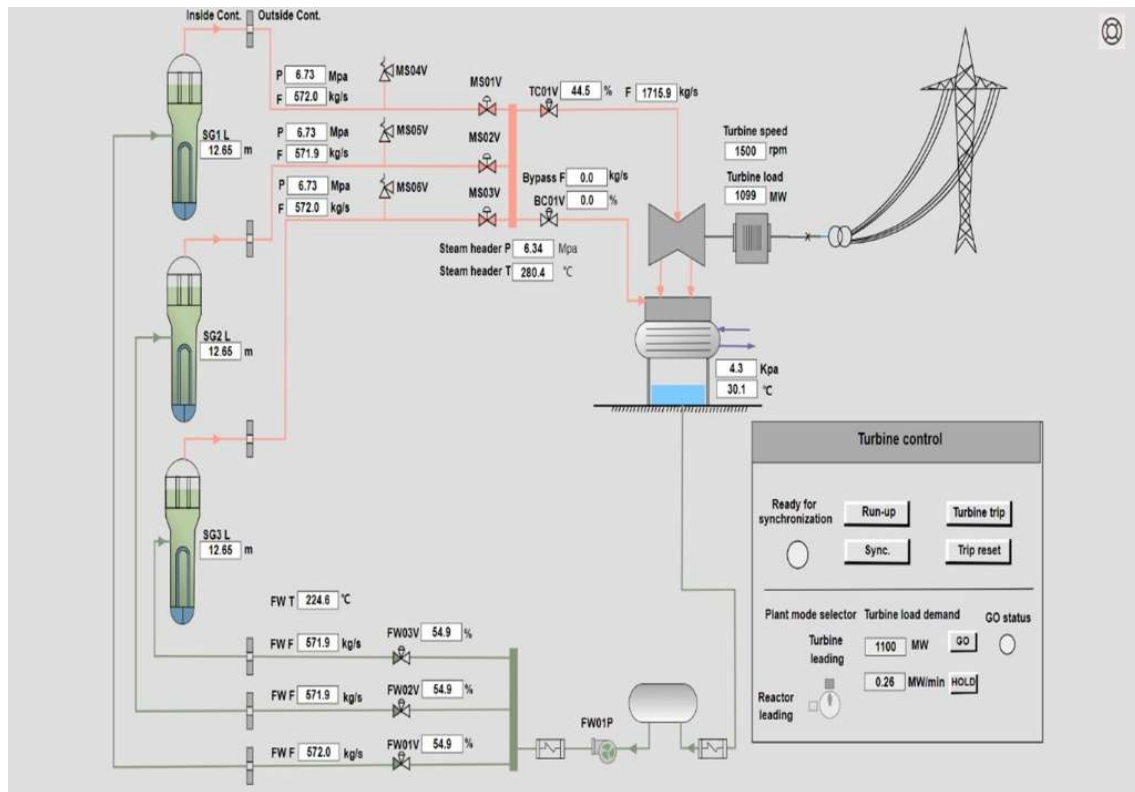 Inside Cont. Outside Cont.
P 6.73 Mpa
F 572.0 kg/s
MS04V
MS01V
TC01V 44.5 % F 1715.9 kg/s
SG1 L
12.65 m
P 6.73 Mpa
F 571.9 kg/s
MS05V
MS02V
Turbine speed
1500 rpm
Turbine load
1099 MW
P 6.73 Mpa
F 572.0 kg/s
MS06V
MS03V
Bypass F 0.0 kg/s
BC01V 0.0 %
Steam header P 6.34 Mpa
Steam header T 280.4 °C
SG2 L
12.65 m
4.3 Kpa
30.1 °C
SG3 L
12.65 m
FW T 224.6 °C
FW F 571.9 kg/s
FW03V 54.9 %
FW F 571.9 kg/s
FW02V 54.9 %
FW F 572.0 kg/s
FW01V 54.9 %
FW01P
Turbine control
Ready for
synchronization
Run-up
Turbine trip
Sync.
Trip reset
Plant mode selector
Turbine load demand
GO status
Turbine
leading
1100 MW GO
0.26 MW/min HOLD
Reactor
leading